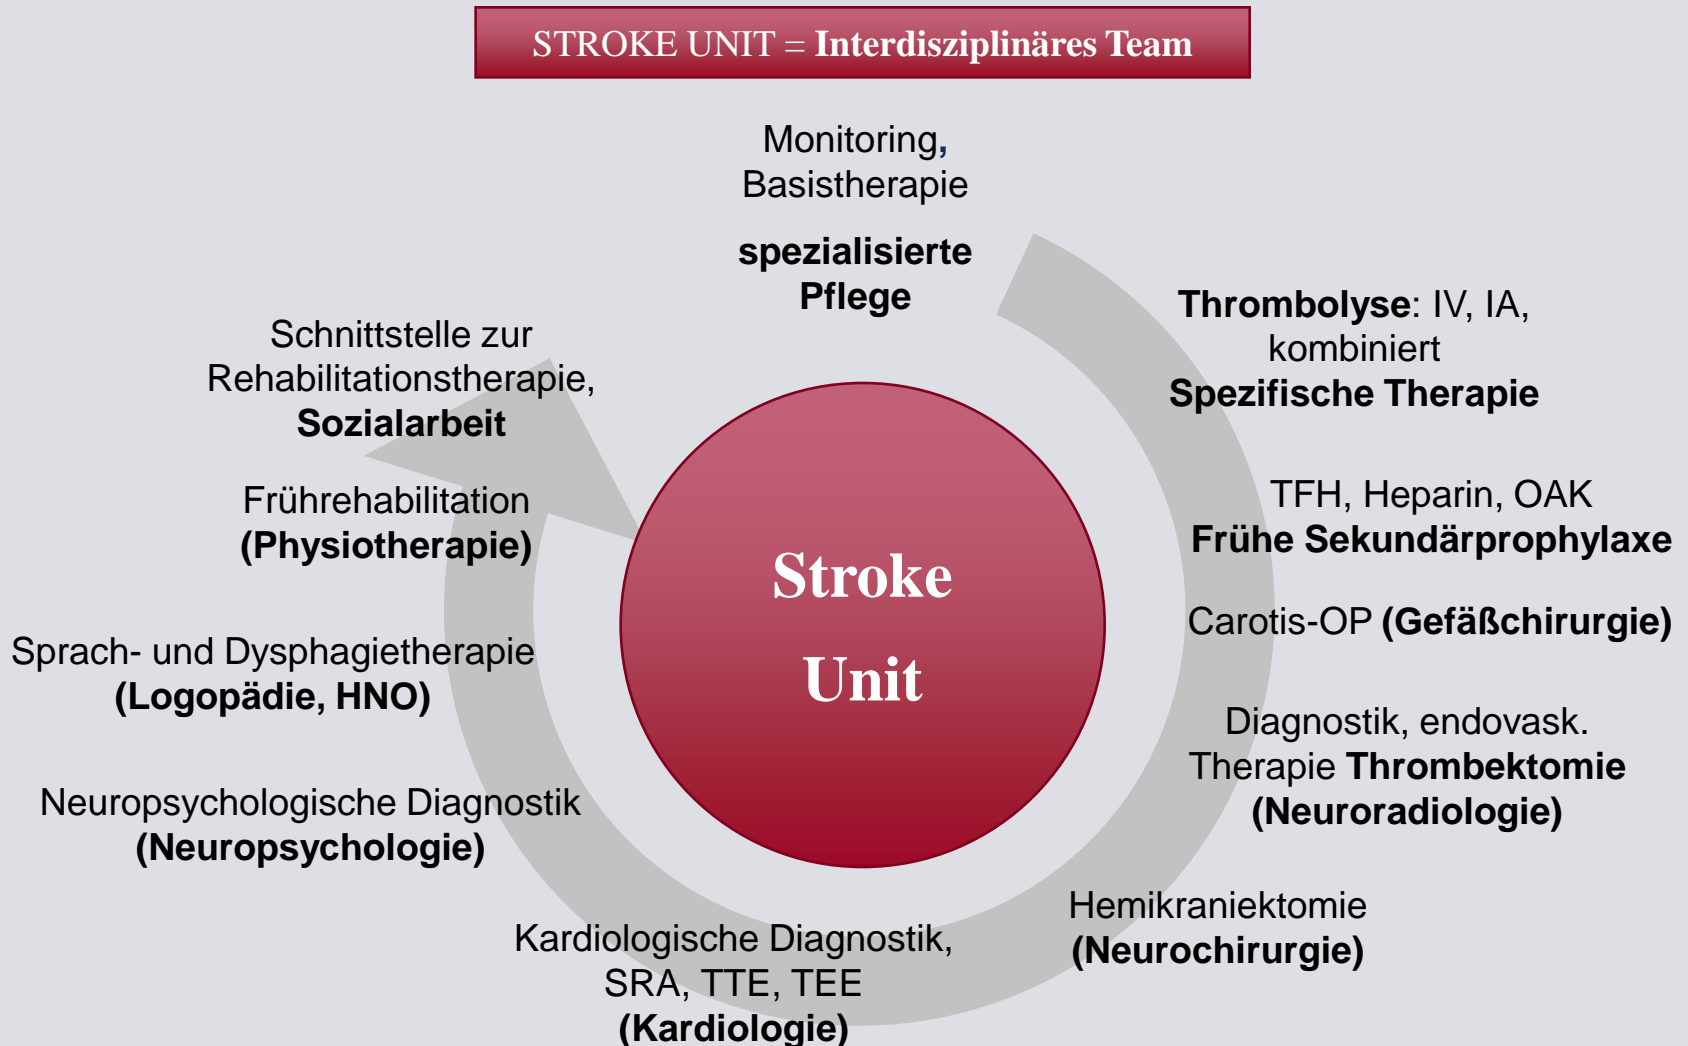 STROKE UNIT = Interdisziplinäres Team
Monitoring,
Basistherapie
spezialisierte
Pflege
Thrombolyse: IV, IA,
kombiniert
Spezifische Therapie
TFH, Heparin, OAK
Frühe Sekundärprophylaxe
Carotis-OP (Gefäßchirurgie)
Diagnostik, endovask.
Therapie Thrombektomie
(Neuroradiologie)
Hemikraniektomie
(Neurochirurgie)
Kardiologische Diagnostik,
SRA, TTE, TEE
(Kardiologie)
Neuropsychologische Diagnostik
(Neuropsychologie)
Sprach- und Dysphagietherapie
(Logopädie, HNO)
Frührehabilitation
(Physiotherapie)
Schnittstelle zur
Rehabilitationstherapie,
Sozialarbeit
Stroke
Unit